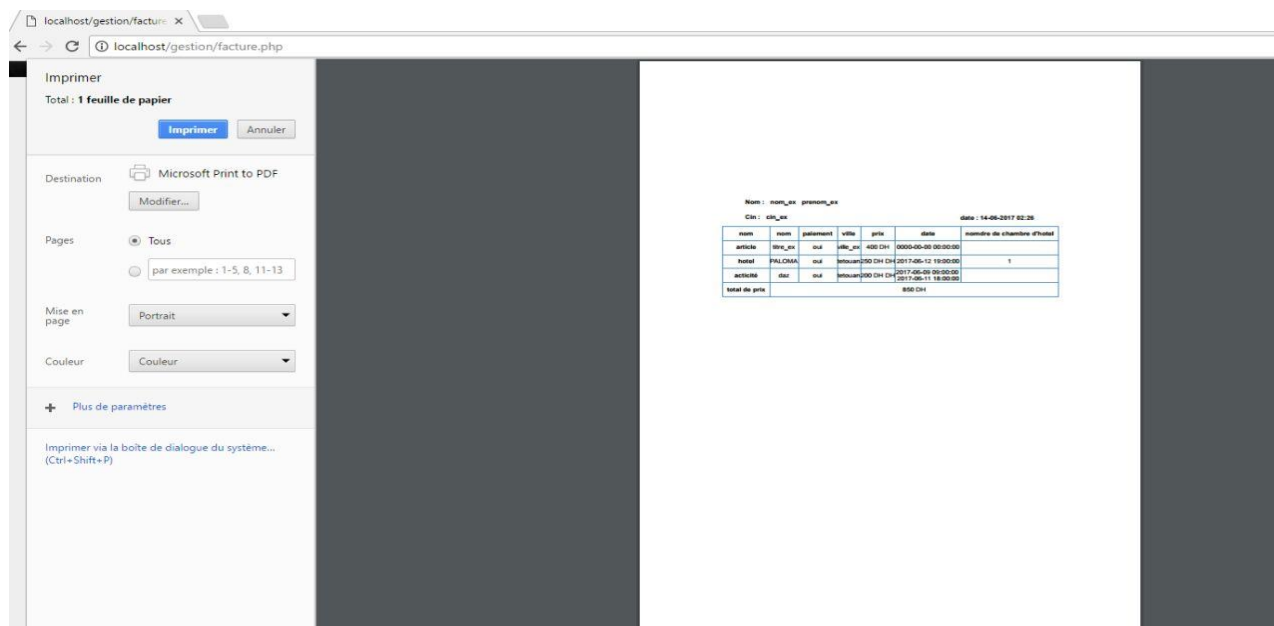 localhost/gestion/facture
localhost/gestion/facture.php
Imprimer
Total : 1 feuille de papier
Imprimer Annuler
Destination Microsoft Print to PDF
Modifier...
Pages Tous
par exemple : 1-5, 8, 11-13
Mise en page Portrait
Couleur Couleur
Plus de paramètres
Imprimer via la boîte de dialogue du système...
(Ctrl+Shift+P)
Nom : nom_ex prenom_ex
Cin : cin_ex date : 14-06-2017 02:26
nom nom paiement ville prix date nomdre de chambre d'hotel
article titre_ex oui ville_ex 400 DH 0000-00-00 00:00:00
hotel PALOMA oui tetouan 250 DH DH 2017-06-12 19:00:00 1
acticité daz oui tetouan 200 DH DH 2017-06-09 09:00:00
2017-06-11 18:00:00
total de prix 850 DH